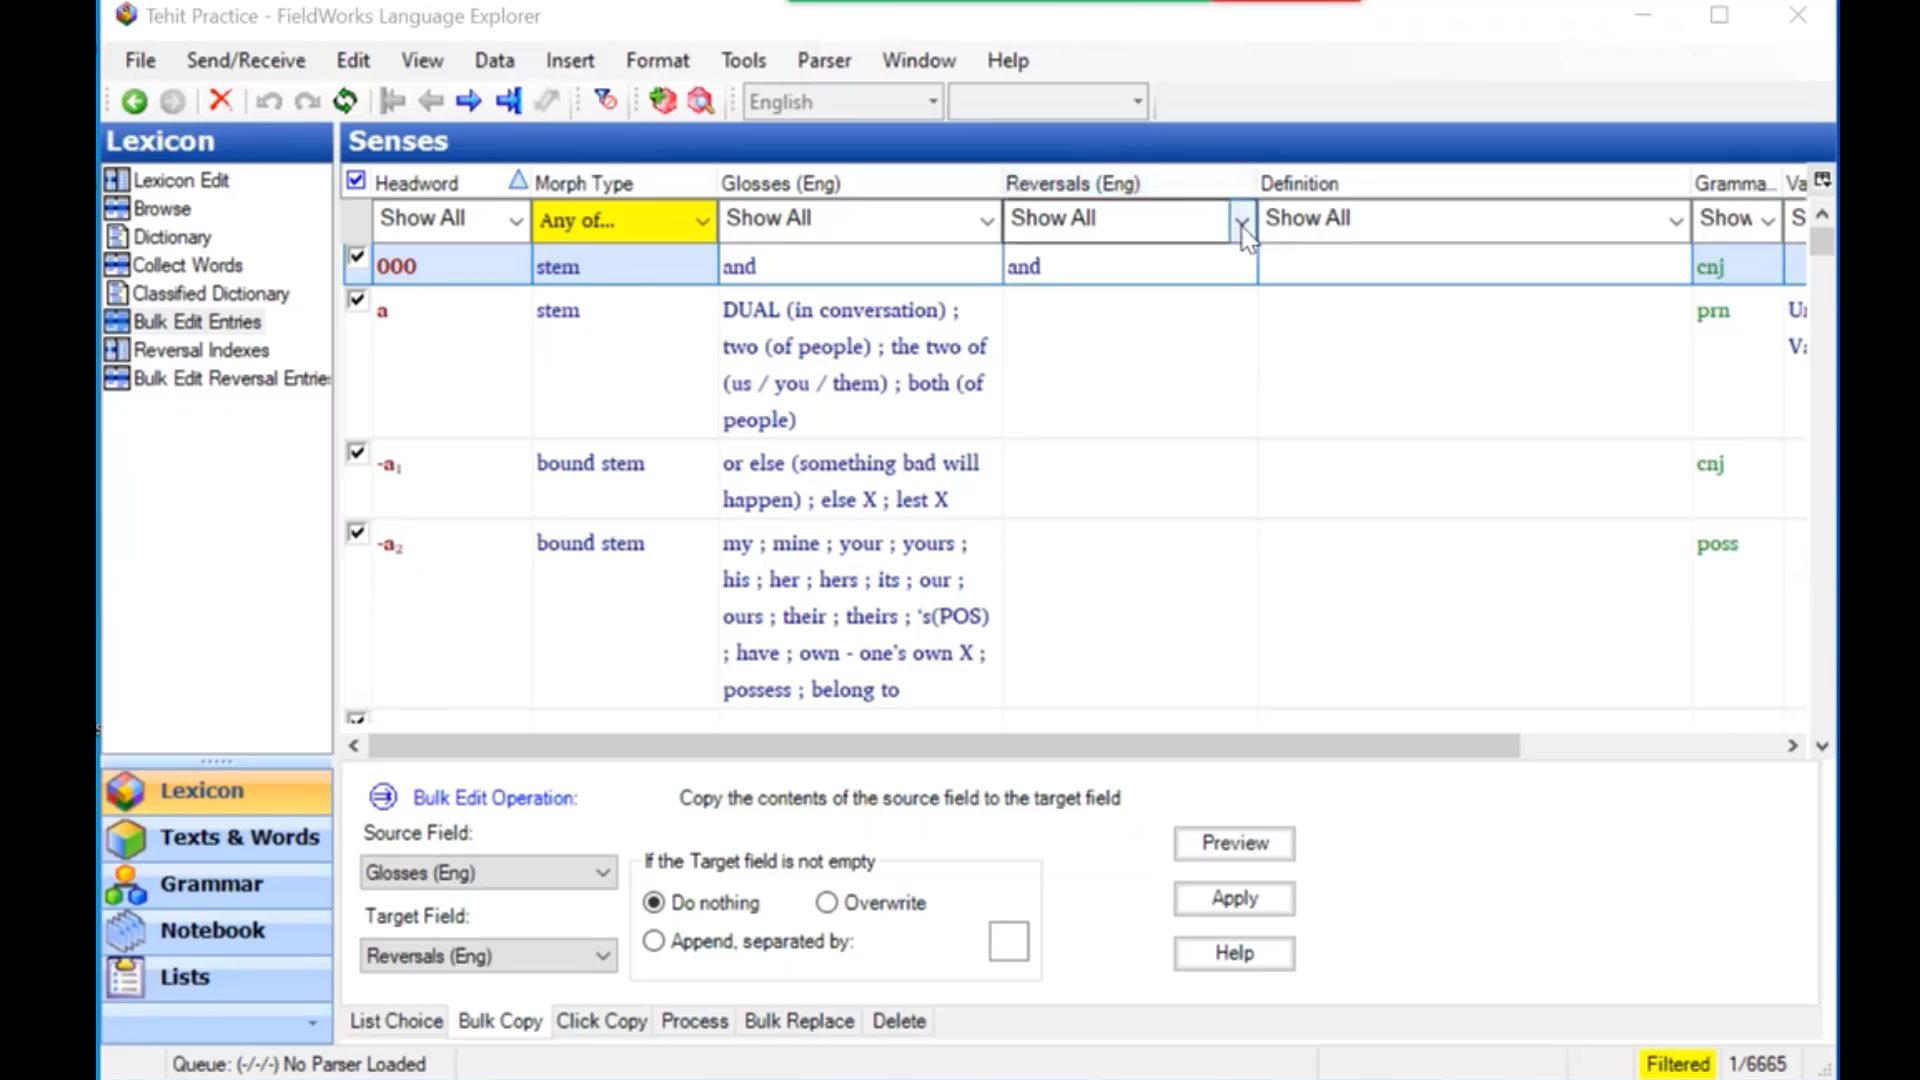 Tehit Practice - FieldWorks Language Explorer
File Send/Receive Edit View Data Insert Format Tools Parser Window Help
English
Lexicon
Lexicon Edit
Browse
Dictionary
Collect Words
Classified Dictionary
Bulk Edit Entries
Reversal Indexes
Bulk Edit Reversal Entries
Lexicon
Texts & Words
Grammar
Notebook
Lists
Senses
Headword Morph Type Glosses (Eng) Reversals (Eng) Definition Gramma... Va
Show All Any of... Show All Show All Show All Show S
000 stem and and cnj
a stem DUAL (in conversation) ; prn
two (of people) ; the two of
(us / you / them) ; both (of
people)
-a₁ bound stem or else (something bad will cnj
happen) ; else X ; lest X
-a₂ bound stem my ; mine ; your ; yours ; poss
his ; her ; hers ; its ; our ;
ours ; their ; theirs ; ‘s(POS)
; have ; own - one's own X ;
possess ; belong to
Bulk Edit Operation: Copy the contents of the source field to the target field
Source Field:
Glosses (Eng)
Target Field:
Reversals (Eng)
If the Target field is not empty
Do nothing Overwrite
Append, separated by:
Preview
Apply
Help
List Choice Bulk Copy Click Copy Process Bulk Replace Delete
Queue: (-/-/-) No Parser Loaded Filtered 1/6665